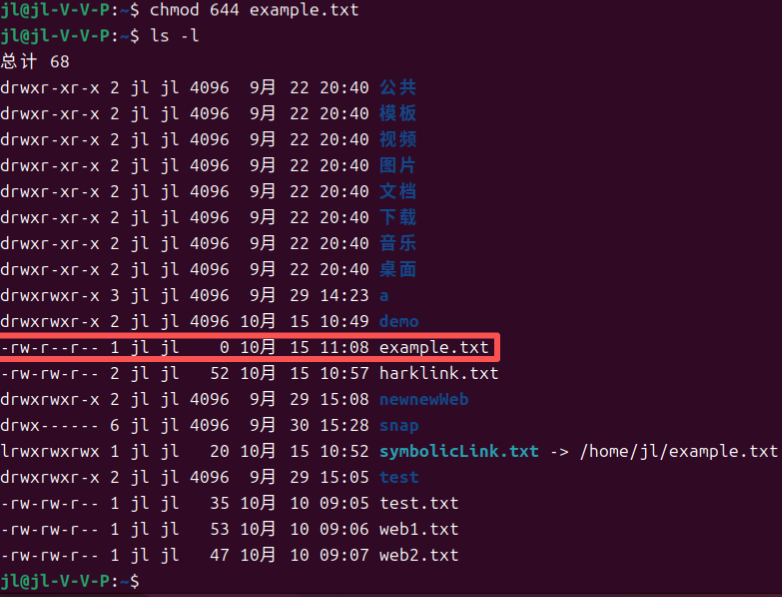 jl@jl-V-V-P:~$ chmod 644 example.txt
jl@jl-V-V-P:~$ ls -l
总计 68
drwxr-xr-x 2 jl jl 4096  9月 22 20:40 公共
drwxr-xr-x 2 jl jl 4096  9月 22 20:40 模板
drwxr-xr-x 2 jl jl 4096  9月 22 20:40 视频
drwxr-xr-x 2 jl jl 4096  9月 22 20:40 图片
drwxr-xr-x 2 jl jl 4096  9月 22 20:40 文档
drwxr-xr-x 2 jl jl 4096  9月 22 20:40 下载
drwxr-xr-x 2 jl jl 4096  9月 22 20:40 音乐
drwxr-xr-x 2 jl jl 4096  9月 22 20:40 桌面
drwxrwxr-x 3 jl jl 4096  9月 29 14:23 a
drwxrwxr-x 2 jl jl 4096 10月 15 10:49 demo
-rw-r--r-- 1 jl jl    0 10月 15 11:08 example.txt
-rw-rw-r-- 2 jl jl   52 10月 15 10:57 harklink.txt
drwxrwxr-x 2 jl jl 4096  9月 29 15:08 newnewWeb
drwx------ 6 jl jl 4096  9月 30 15:28 snap
lrwxrwxrwx 1 jl jl   20 10月 15 10:52 symbolicLink.txt -> /home/jl/example.txt
drwxrwxr-x 2 jl jl 4096  9月 29 15:05 test
-rw-rw-r-- 1 jl jl   35 10月 10 09:05 test.txt
-rw-rw-r-- 1 jl jl   53 10月 10 09:06 web1.txt
-rw-rw-r-- 1 jl jl   47 10月 10 09:07 web2.txt
jl@jl-V-V-P:~$